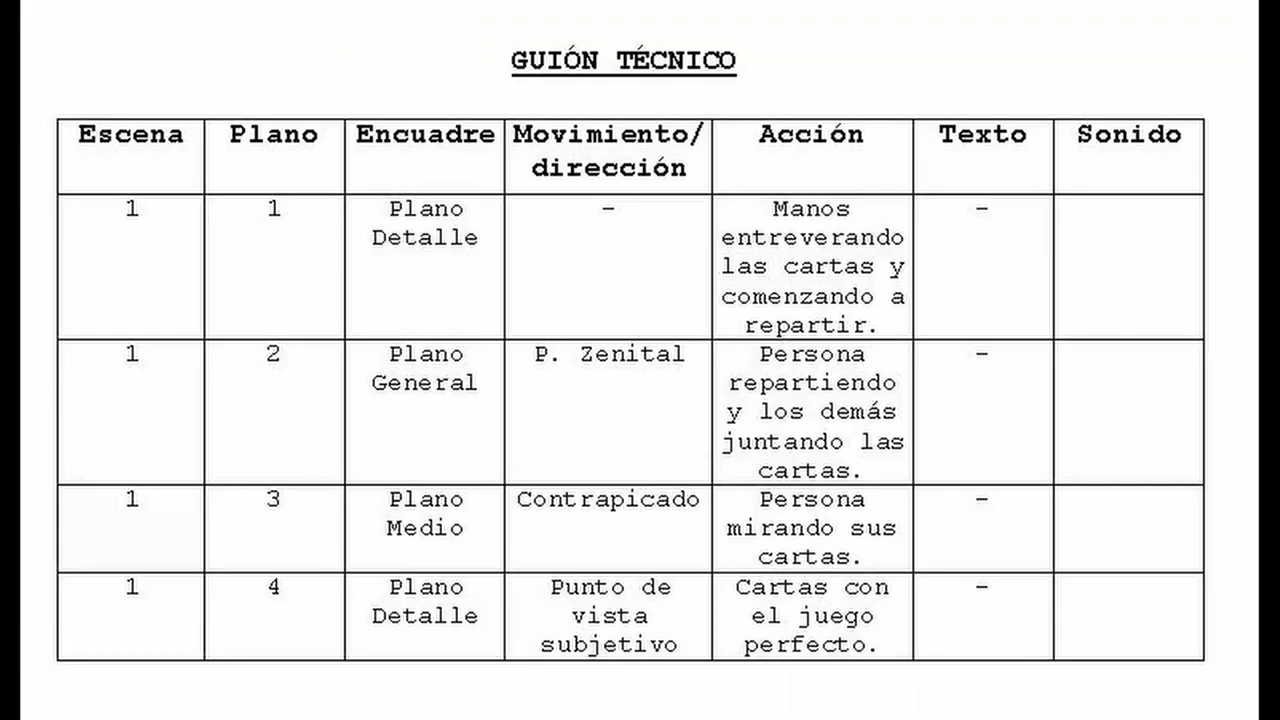 GUIÓN TÉCNICO
Escena Plano Encuadre Movimiento/ Acción Texto Sonido
dirección
1 1 Plano - Manos -
Detalle entreverando
las cartas y
comenzando a
repartir.
1 2 Plano P. Zenital Persona -
General repartiendo
y los demás
juntando las
cartas.
1 3 Plano Contrapicado Persona -
Medio mirando sus
cartas.
1 4 Plano Punto de Cartas con -
Detalle vista el juego
subjetivo perfecto.